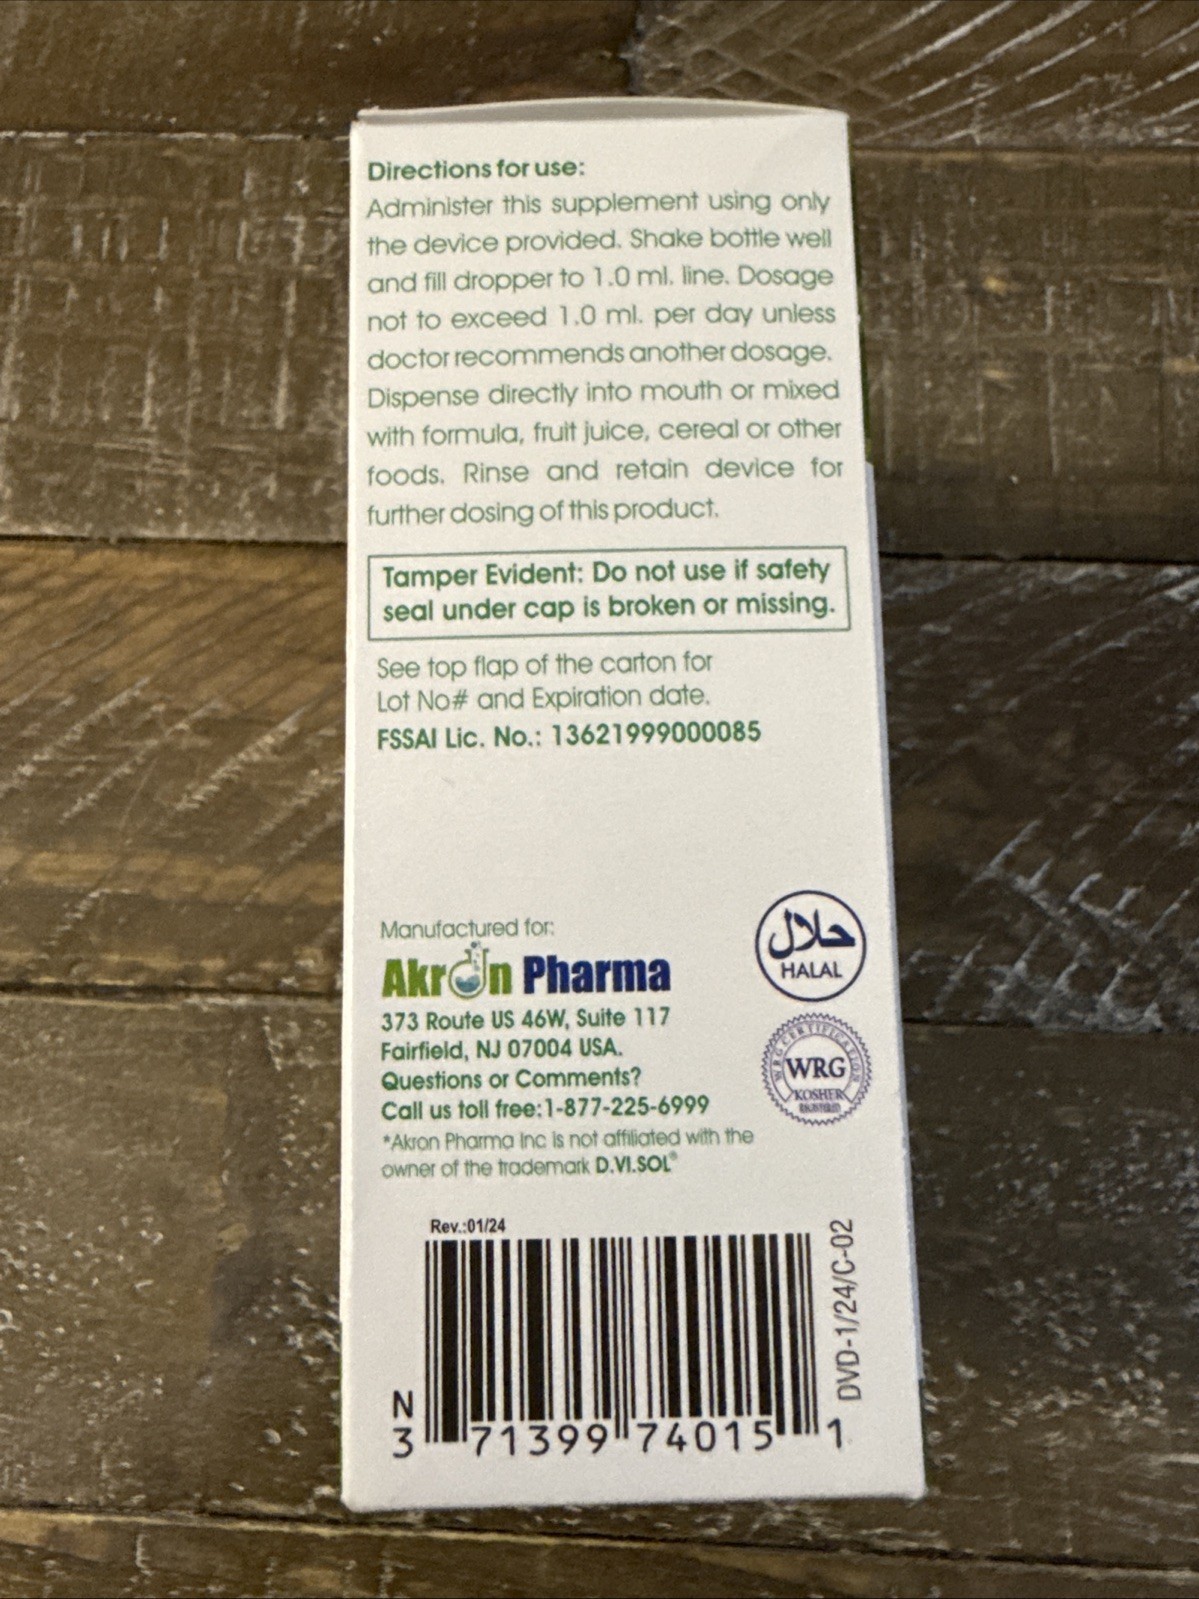 Directions for use:
Administer this supplement using only
the device provided. Shake bottle well
and fill dropper to 1.0 ml. line. Dosage
not to exceed 1.0 ml. per day unless
doctor recommends another dosage.
Dispense directly into mouth or mixed
with formula, fruit juice, cereal or other
foods. Rinse and retain device for
further dosing of this product.
Tamper Evident: Do not use if safety
seal under cap is broken or missing.
See top flap of the carton for
Lot No# and Expiration date.
FSSAI Lic. No.: 13621999000085
Manufactured for:
Akron Pharma
373 Route US 46W, Suite 117
Fairfield, NJ 07004 USA.
Questions or Comments?
Call us toll free:1-877-225-6999
*Akron Pharma Inc is not affiliated with the
owner of the trademark D.VI.SOL®
حلال
HALAL
WRG CERTIFICATION
WRG
KOSHER
REGISTERED
Rev.:01/24
DVD-1/24/C-02
N
3 71399 74015 1